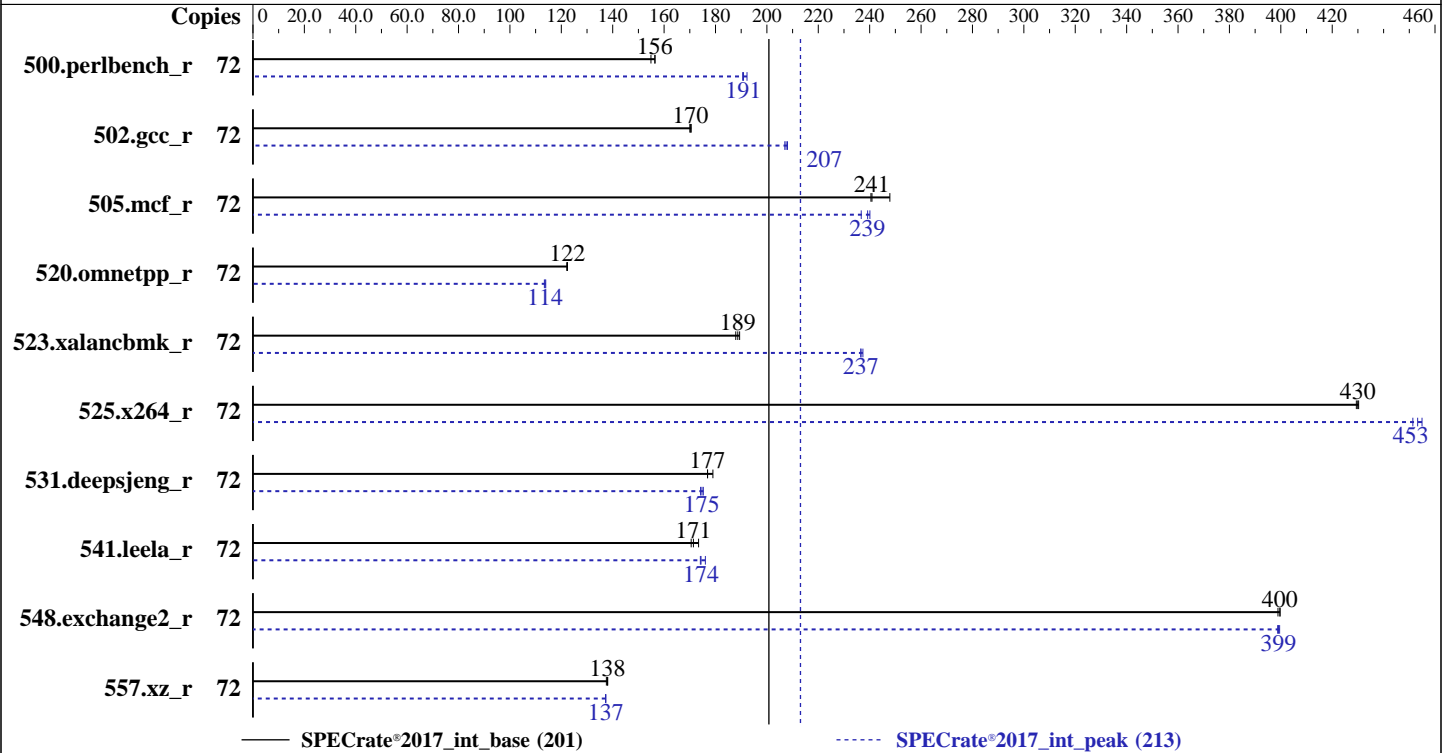 Copies 0 20.0 40.0 60.0 80.0 100 120 140 160 180 200 220 240 260 280 300 320 340 360 380 400 420 460
156
500.perlbench_r 72
191
170
502.gcc_r 72
207
241
505.mcf_r 72
239
122
520.omnetpp_r 72
114
189
523.xalancbmk_r 72
237
430
525.x264_r 72
453
177
531.deepsjeng_r 72
175
171
541.leela_r 72
174
400
548.exchange2_r 72
399
138
557.xz_r 72
137
SPECrate®2017_int_base (201) SPECrate®2017_int_peak (213)